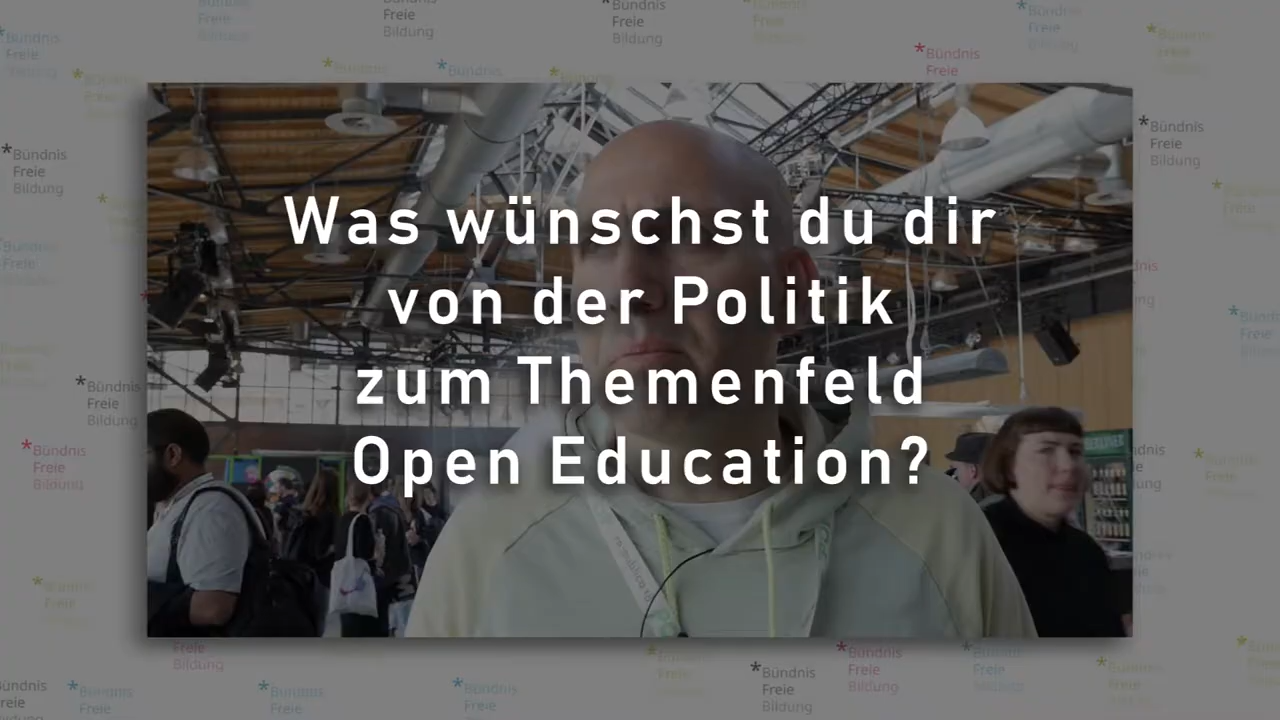 Was wünschst du dir
von der Politik
zum Themenfeld
Open Education?
*Bündnis
Freie
Bildung